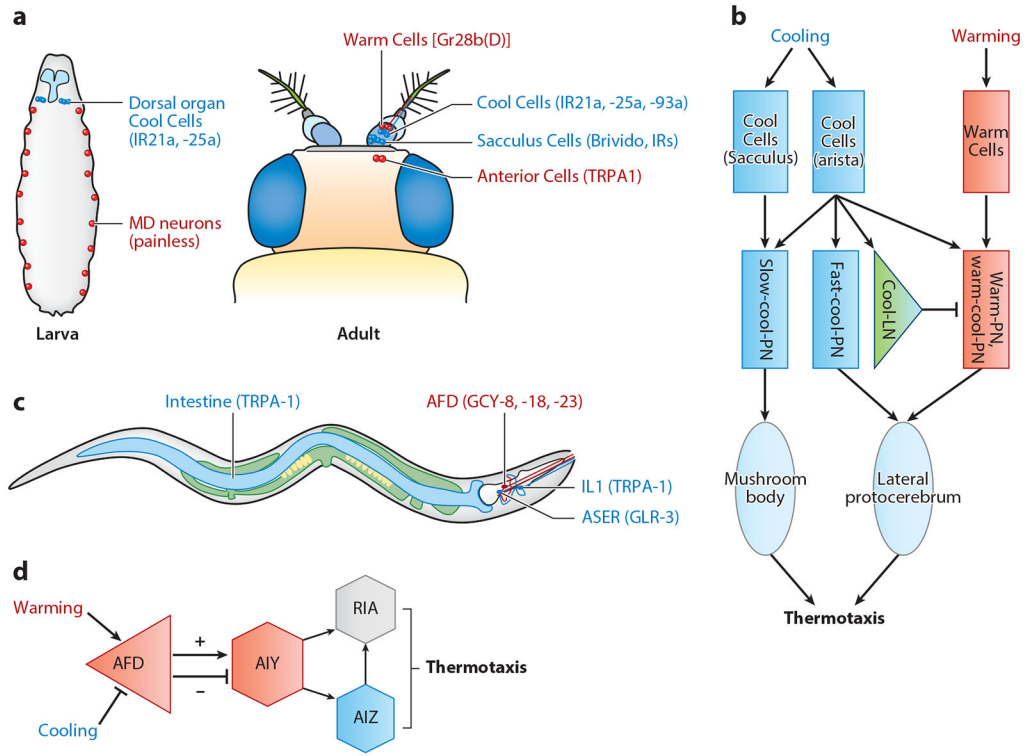 a
Warm Cells [Gr28b(D)]
Dorsal organ
Cool Cells
(IR21a, -25a)
Cool Cells (IR21a, -25a, -93a)
Sacculus Cells (Brivido, IRs)
Anterior Cells (TRPA1)
MD neurons
(painless)
Larva
Adult
b
Cooling
Warming
Cool
Cells
(Sacculus)
Cool
Cells
(arista)
Warm
Cells
Slow-cool-PN
Fast-cool-PN
Cool-LN
Warm-PN,
warm-cool-PN
Mushroom
body
Lateral
protocerebrum
Thermotaxis
c
Intestine (TRPA-1)
AFD (GCY-8, -18, -23)
IL1 (TRPA-1)
ASER (GLR-3)
d
Warming
AFD
Cooling
+
–
AIY
RIA
AIZ
Thermotaxis